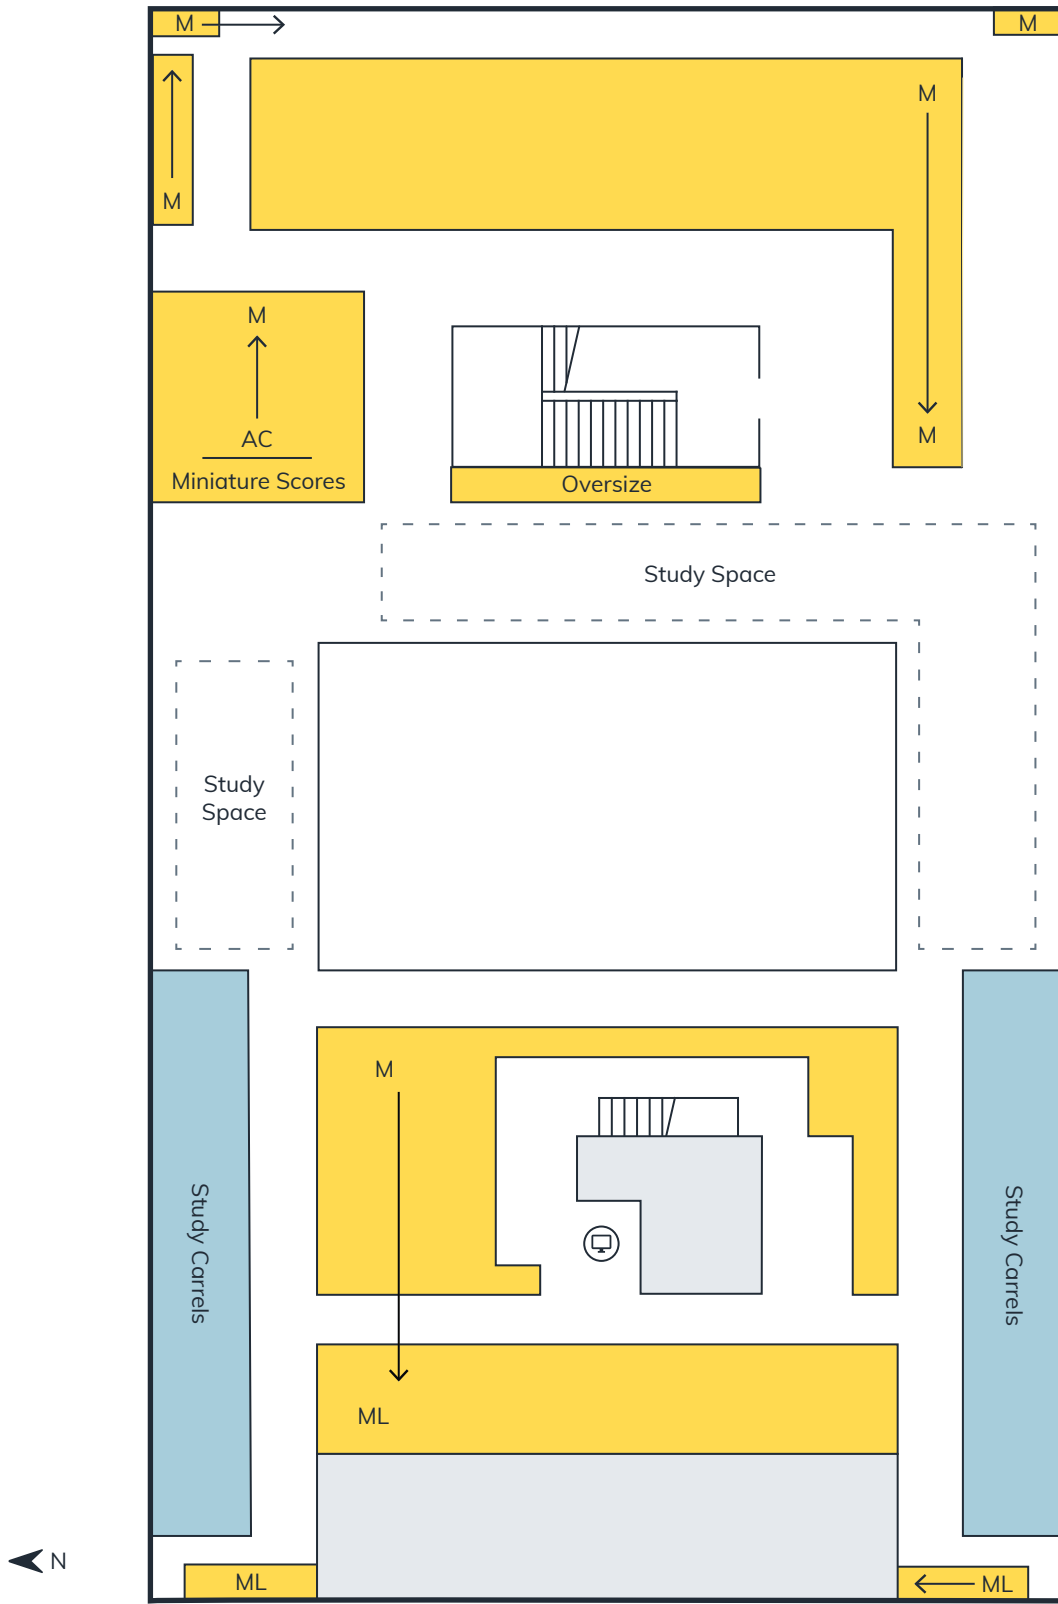 M
M
M
M
M
AC
Miniature Scores
M
Oversize
Study Space
Study
Space
M
Study Carrels
Study Carrels
ML
N
ML
ML